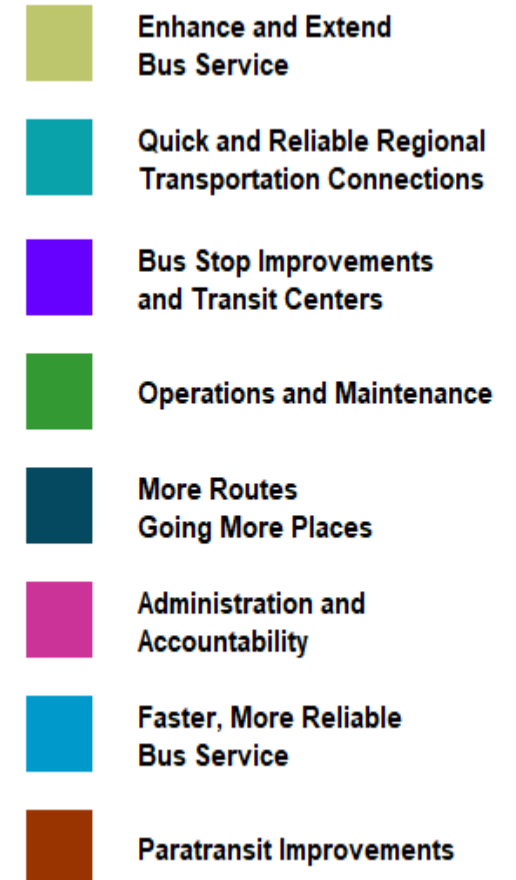 Enhance and Extend
Bus Service
Quick and Reliable Regional
Transportation Connections
Bus Stop Improvements
and Transit Centers
Operations and Maintenance
More Routes
Going More Places
Administration and
Accountability
Faster, More Reliable
Bus Service
Paratransit Improvements